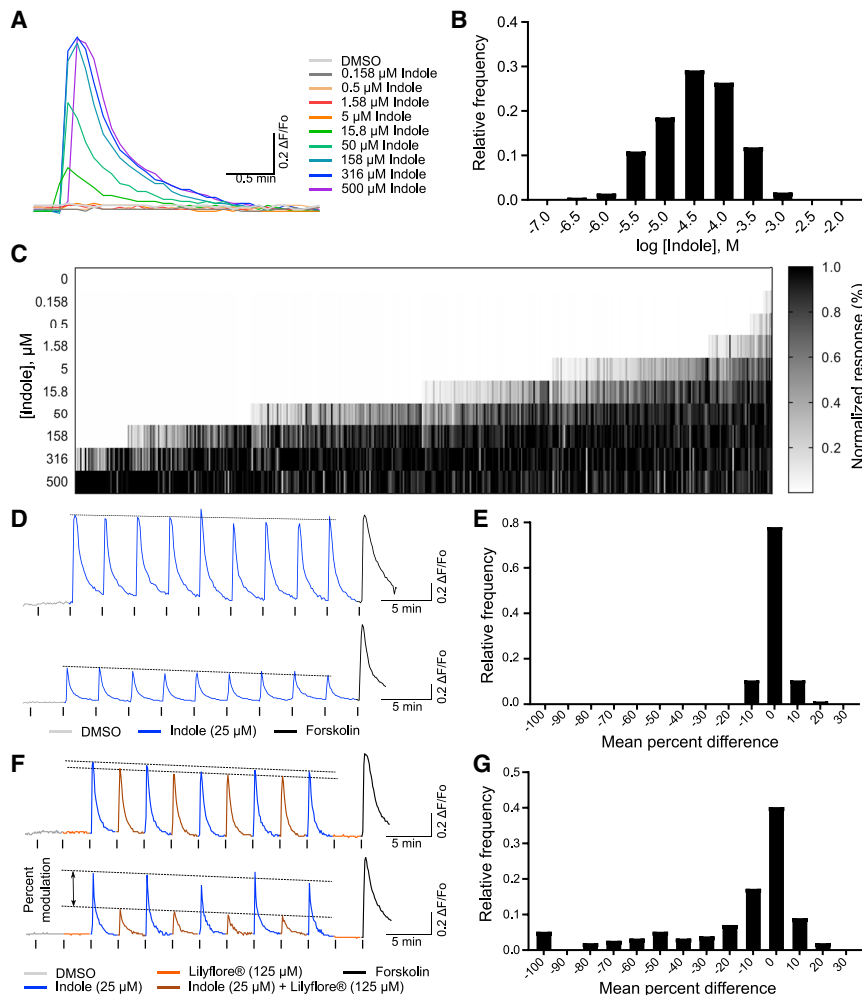 A
DMSO
0.158 µM Indole
0.5 µM Indole
1.58 µM Indole
5 µM Indole
15.8 µM Indole
50 µM Indole
158 µM Indole
316 µM Indole
500 µM Indole
0.2 ΔF/Fo
0.5 min
B
Relative frequency
0.4
0.3
0.2
0.1
0.0
-7.0 -6.5 -6.0 -5.5 -5.0 -4.5 -4.0 -3.5 -3.0 -2.5 -2.0
log [Indole], M
C
[Indole], µM
0
0.158
0.5
1.58
5
15.8
50
158
316
500
1.0
0.8
0.6
0.4
0.2
Normalized response (%)
D
0.2 ΔF/Fo
5 min
0.2 ΔF/Fo
5 min
DMSO Indole (25 µM) Forskolin
E
Relative frequency
0.8
0.6
0.4
0.2
0.0
-100 -90 -80 -70 -60 -50 -40 -30 -20 -10 0 10 20 30
Mean percent difference
F
0.2 ΔF/Fo
5 min
Percent
modulation
0.2 ΔF/Fo
5 min
DMSO Lilyflore® (125 µM) Forskolin
Indole (25 µM) Indole (25 µM) + Lilyflore® (125 µM)
G
Relative frequency
0.5
0.4
0.3
0.2
0.1
0.0
-100 -90 -80 -70 -60 -50 -40 -30 -20 -10 0 10 20 30
Mean percent difference